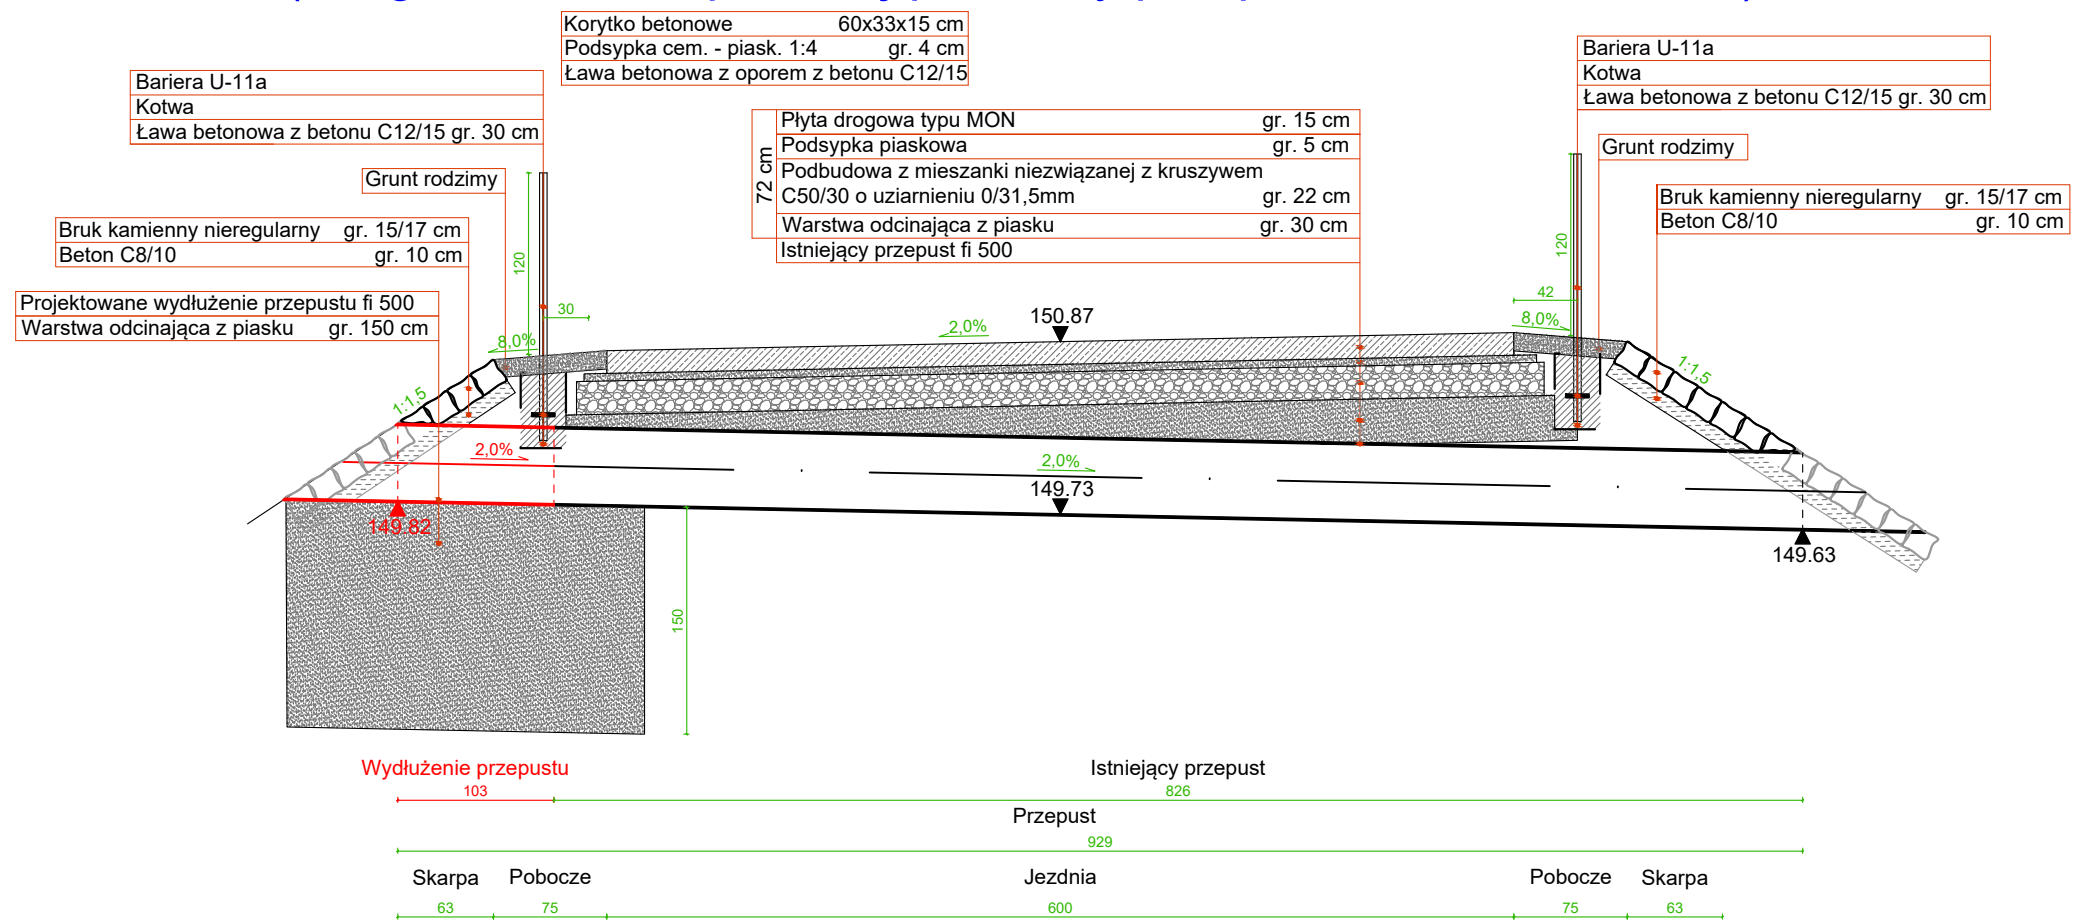 Korytko betonowe 60x33x15 cm
Podsypka cem. - piask. 1:4 gr. 4 cm
Ława betonowa z oporem z betonu C12/15
Bariera U-11a
Kotwa
Ława betonowa z betonu C12/15 gr. 30 cm
Bariera U-11a
Kotwa
Ława betonowa z betonu C12/15 gr. 30 cm
72 cm
Płyta drogowa typu MON gr. 15 cm
Podsypka piaskowa gr. 5 cm
Podbudowa z mieszanki niezwiązanej z kruszywem
C50/30 o uziarnieniu 0/31,5mm gr. 22 cm
Warstwa odcinająca z piasku gr. 30 cm
Istniejący przepust fi 500
Grunt rodzimy
Grunt rodzimy
Bruk kamienny nieregularny gr. 15/17 cm
Beton C8/10 gr. 10 cm
Bruk kamienny nieregularny gr. 15/17 cm
Beton C8/10 gr. 10 cm
Projektowane wydłużenie przepustu fi 500
Warstwa odcinająca z piasku gr. 150 cm
120
30
120
42
8,0%
2,0%
150.87
8,0%
1:1,5
1:1,5
2,0%
2,0%
149.73
149.82
149.63
150
Wydłużenie przepustu
Istniejący przepust
103
826
Przepust
929
Skarpa Pobocze Jezdnia Pobocze Skarpa
63 75 600 75 63